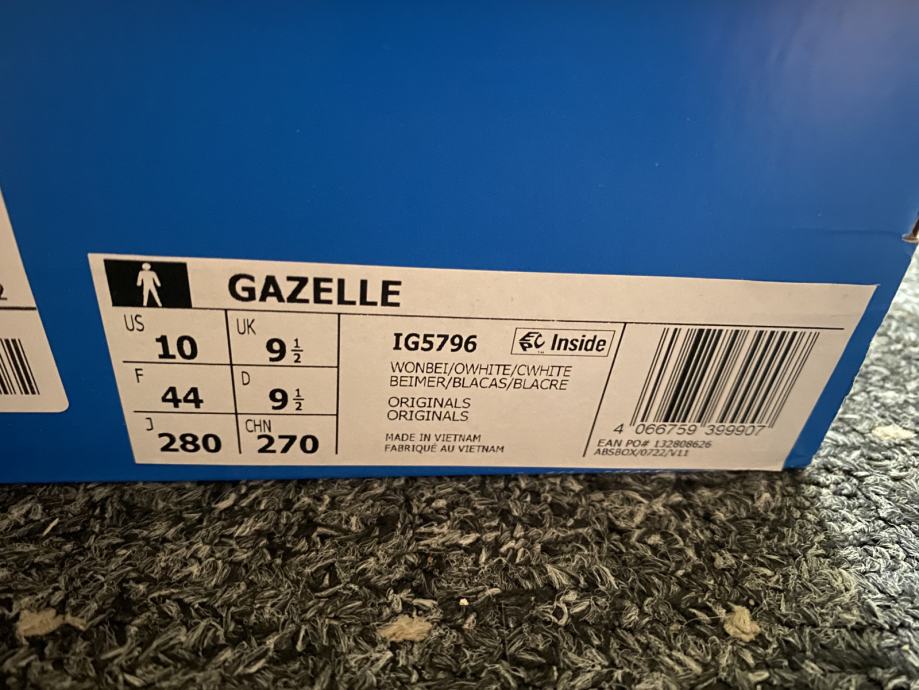 2
GAZELLE
US 10 UK 9 1/2
F 44 D 9 1/2
J 280 CHN 270
IG5796 Inside
WONBEI/OWHITE/CWHITE
BEIMER/BLACAS/BLACRE
ORIGINALS
ORIGINALS
MADE IN VIETNAM
FABRIQUÉ AU VIETNAM
4 066759 399907
EAN PO# 132808626
ABSBOX/0722/V11